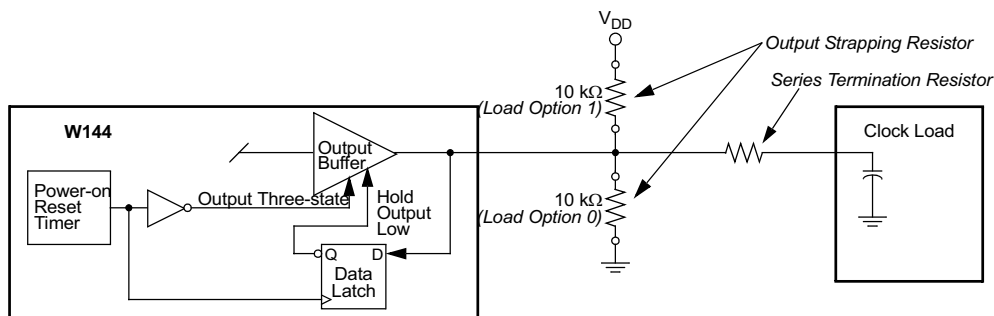 VDD
Output Strapping Resistor
Series Termination Resistor
10 kΩ
(Load Option 1)
W144
Clock Load
Output
Buffer
Power-on
Reset
Timer
Output Three-state
Hold
Output
Low
10 kΩ
(Load Option 0)
Q
D
Data
Latch